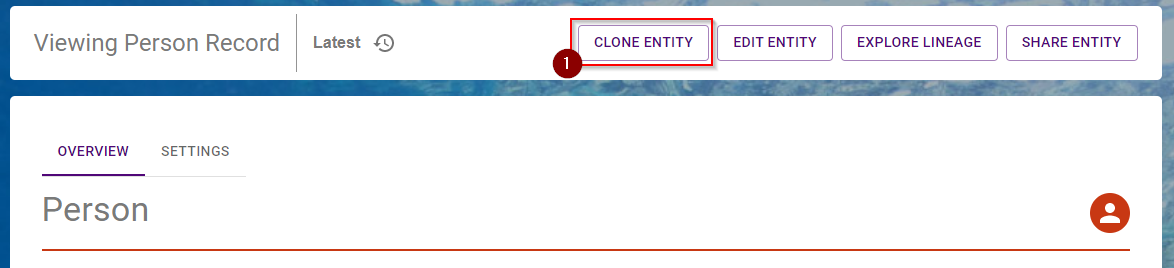 Viewing Person Record
Latest
CLONE ENTITY
EDIT ENTITY
EXPLORE LINEAGE
SHARE ENTITY
1
OVERVIEW
SETTINGS
Person